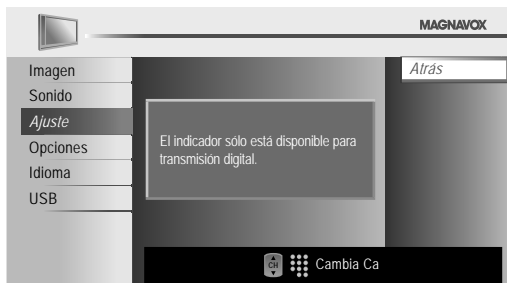 MAGNAVOX
Imagen
Sonido
Ajuste
Opciones
Idioma
USB
Atrás
El indicador sólo está disponible para
transmisión digital.
CH Cambia Ca